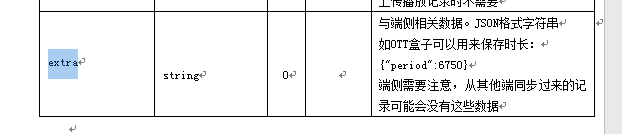 上传播放记录时不需要
extra
string
O
与端侧相关数据。JSON格式字符串
如OTT盒子可以用来保存时长：
{"period":6750}
端侧需要注意，从其他端同步过来的记
录可能会没有这些数据